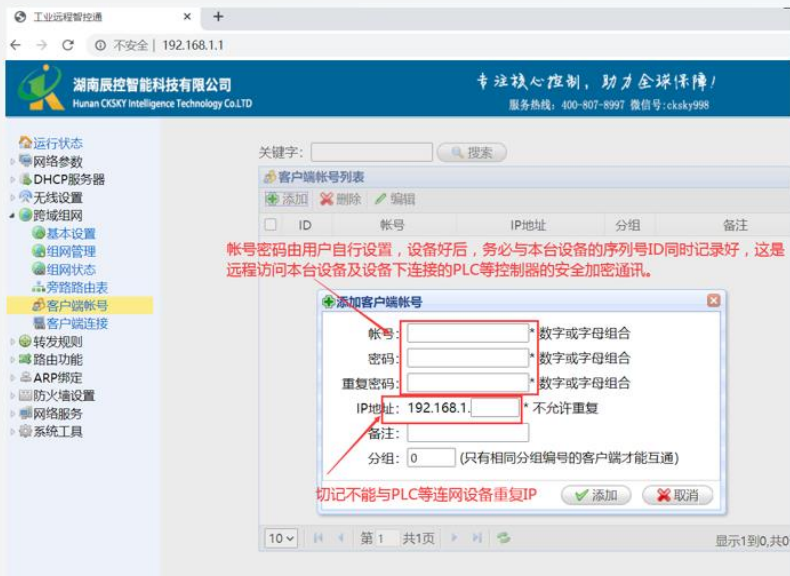 工业远程智控通
不安全 | 192.168.1.1
湖南辰控智能科技有限公司
Hunan CKSKY Intelligence Technology Co.LTD
专注核心控制，助力全球保障！
服务热线：400-807-8997 微信号:cksky998
运行状态
网络参数
DHCP服务器
无线设置
跨域组网
基本设置
组网管理
组网状态
旁路路由表
客户端帐号
客户端连接
转发规则
路由功能
ARP绑定
防火墙设置
网络服务
系统工具
关键字：
搜索
客户端帐号列表
添加 删除 编辑
ID 帐号 IP地址 分组 备注
帐号密码由用户自行设置，设备好后，务必与本台设备的序列号ID同时记录好，这是
远程访问本台设备及设备下连接的PLC等控制器的安全加密通讯。
添加客户端帐号
帐号： * 数字或字母组合
密码： * 数字或字母组合
重复密码： * 数字或字母组合
IP地址： 192.168.1. * 不允许重复
备注：
分组： 0 (只有相同分组编号的客户端才能互通)
切记不能与PLC等连网设备重复IP
添加 取消
10 第 1 共1页 显示1到0,共0